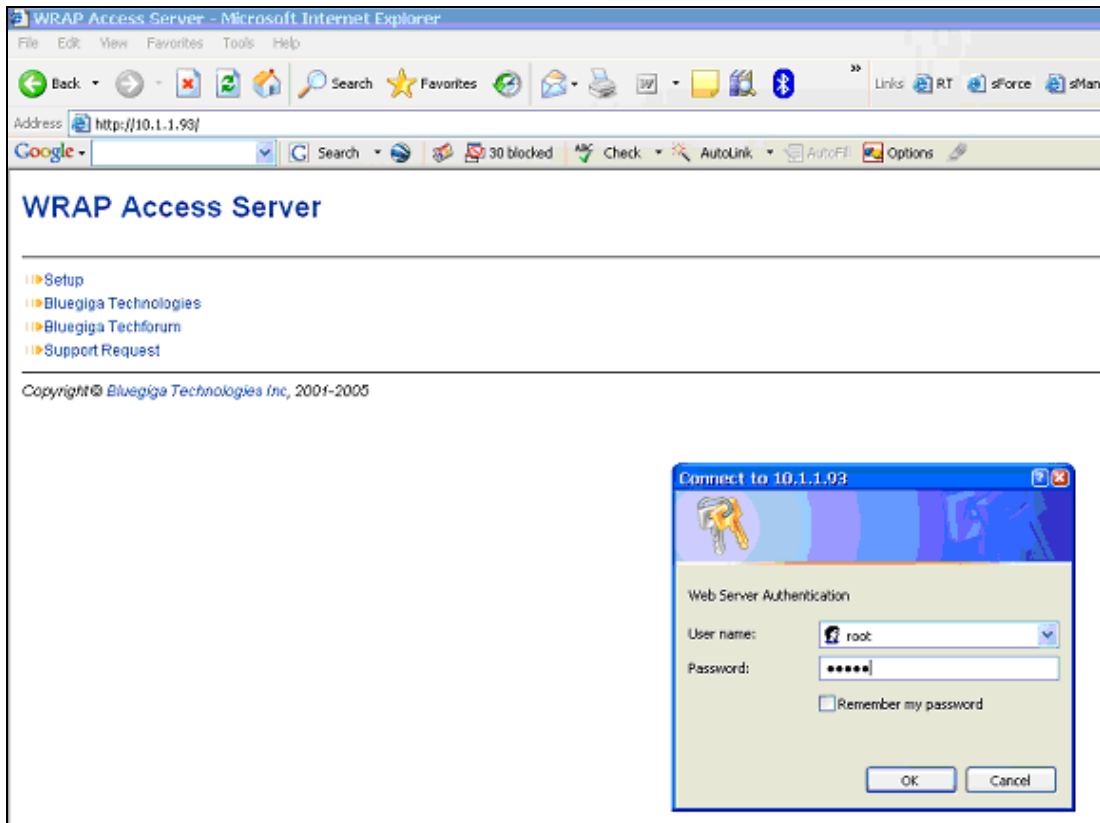 WRAP Access Server - Microsoft Internet Explorer
File Edit View Favorites Tools Help
Back Search Favorites W » Links RT sForce sMan
Address http://10.1.1.93/
Google G Search 30 blocked ABC Check AutoLink AutoFill Options
WRAP Access Server
Setup
Bluegiga Technologies
Bluegiga Techforum
Support Request
Copyright© Bluegiga Technologies Inc, 2001-2005
Connect to 10.1.1.93
Web Server Authentication
User name: root
Password: •••••
Remember my password
OK Cancel